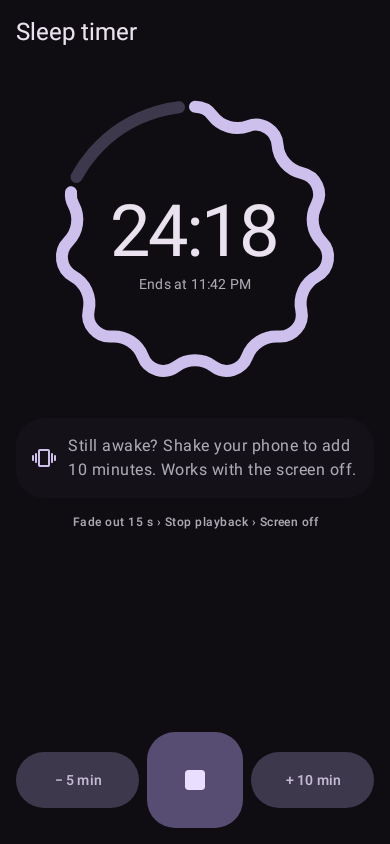 Sleep timer
24:18
Ends at 11:42 PM
Still awake? Shake your phone to add
10 minutes. Works with the screen off.
Fade out 15 s › Stop playback › Screen off
− 5 min
+ 10 min